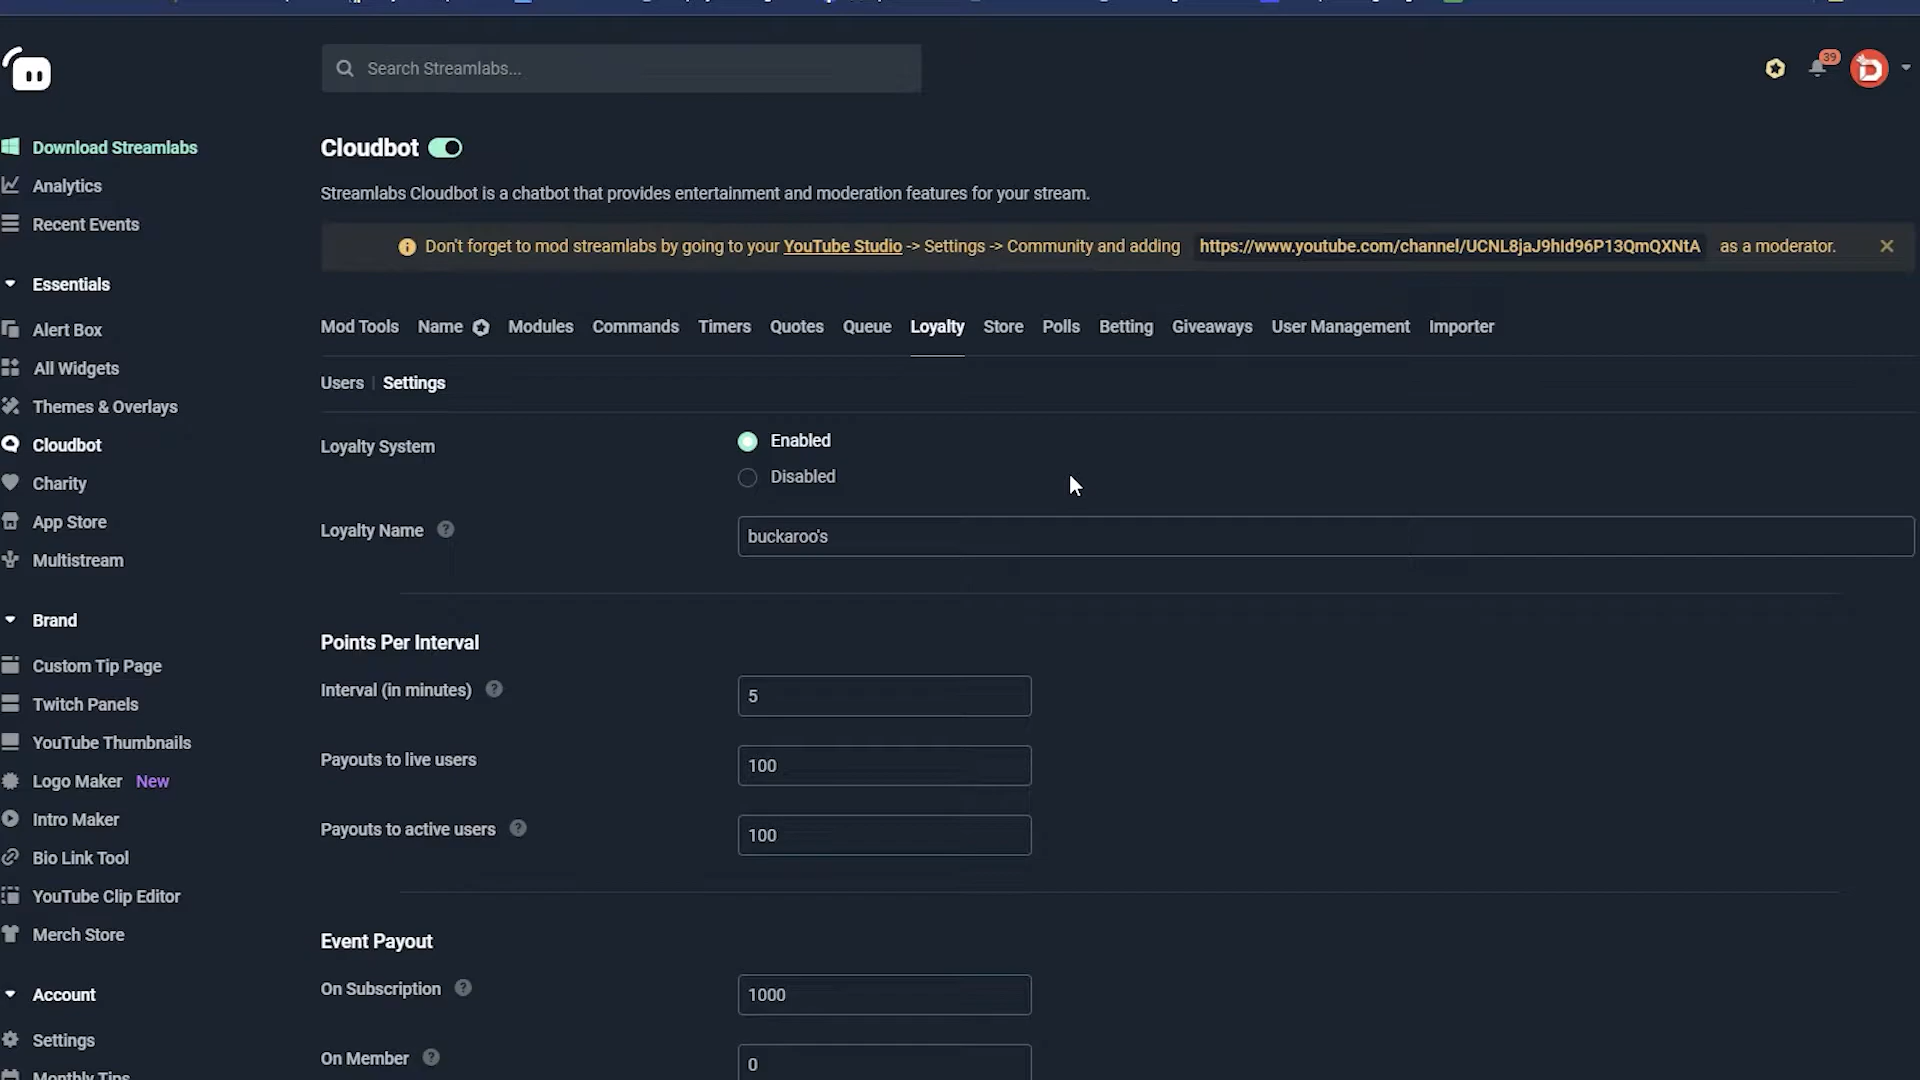 Search Streamlabs...
39
Download Streamlabs
Analytics
Recent Events
Essentials
Alert Box
All Widgets
Themes & Overlays
Cloudbot
Charity
App Store
Multistream
Brand
Custom Tip Page
Twitch Panels
YouTube Thumbnails
Logo Maker New
Intro Maker
Bio Link Tool
YouTube Clip Editor
Merch Store
Account
Settings
Monthly Tips
Cloudbot
Streamlabs Cloudbot is a chatbot that provides entertainment and moderation features for your stream.
Don't forget to mod streamlabs by going to your YouTube Studio -> Settings -> Community and adding https://www.youtube.com/channel/UCNL8jaJ9hId96P13QmQXNtA as a moderator.
Mod Tools Name Modules Commands Timers Quotes Queue Loyalty Store Polls Betting Giveaways User Management Importer
Users | Settings
Loyalty System
Enabled
Disabled
Loyalty Name ?
buckaroo's
Points Per Interval
Interval (in minutes) ?
5
Payouts to live users
100
Payouts to active users ?
100
Event Payout
On Subscription ?
1000
On Member ?
0